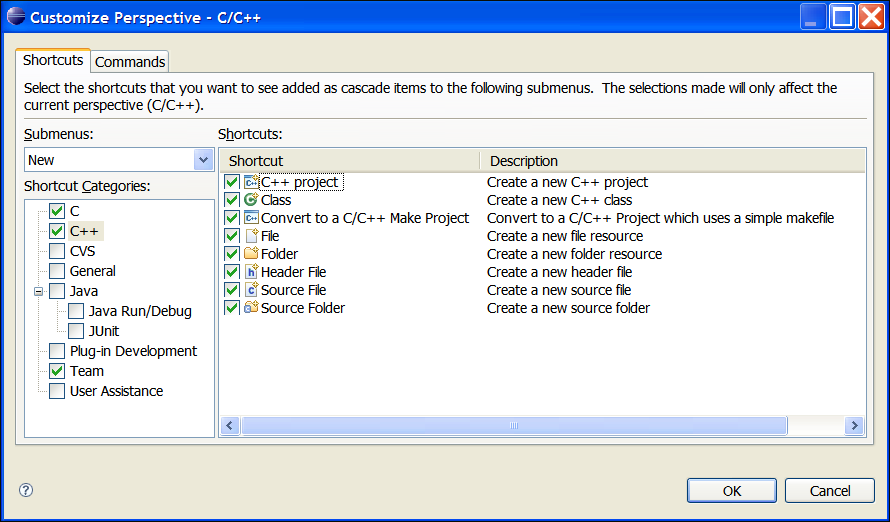 Customize Perspective - C/C++
Shortcuts Commands
Select the shortcuts that you want to see added as cascade items to the following submenus.  The selections made will only affect the
current perspective (C/C++).
Submenus:
New
Shortcut Categories:
C
C++
CVS
General
Java
Java Run/Debug
JUnit
Plug-in Development
Team
User Assistance
Shortcuts:
Shortcut Description
C++ project Create a new C++ project
Class Create a new C++ class
Convert to a C/C++ Make Project Convert to a C/C++ Project which uses a simple makefile
File Create a new file resource
Folder Create a new folder resource
Header File Create a new header file
Source File Create a new source file
Source Folder Create a new source folder
? OK Cancel